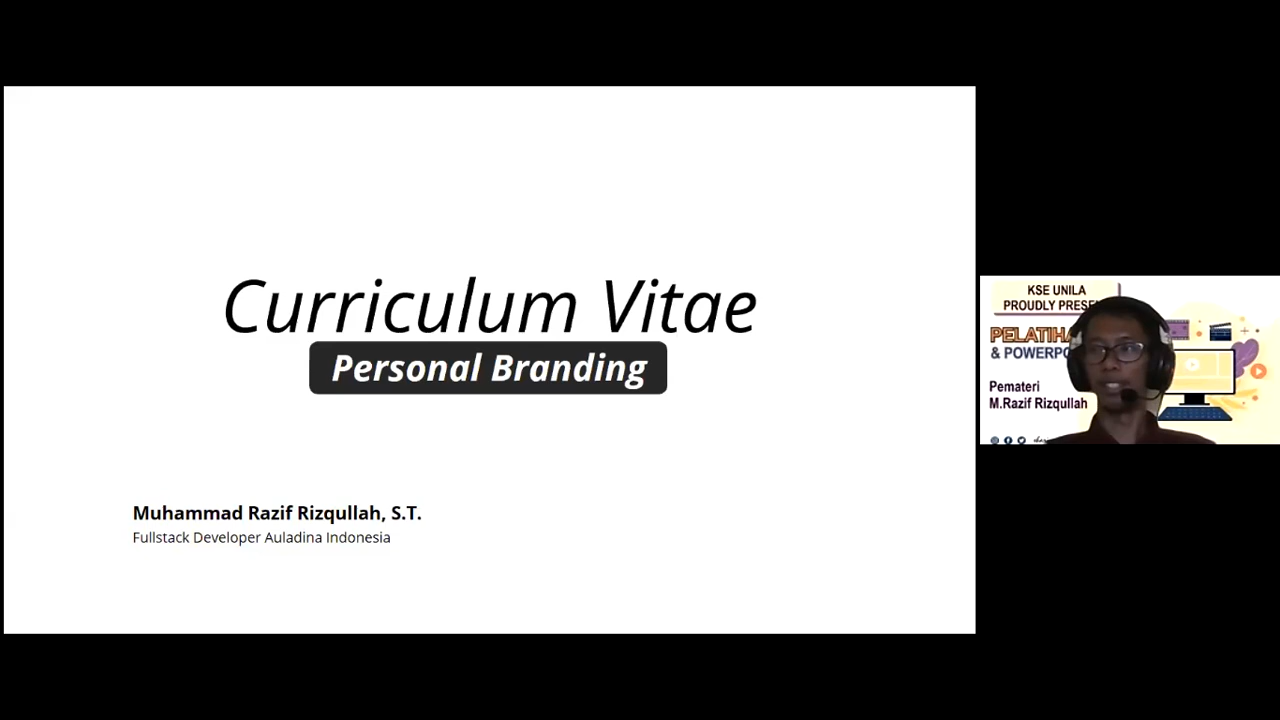 Curriculum Vitae
Personal Branding
Muhammad Razif Rizqullah, S.T.
Fullstack Developer Auladina Indonesia
KSE UNILA
PROUDLY PRESE
PELATIHA
& POWERPO
Pemateri
M.Razif Rizqullah